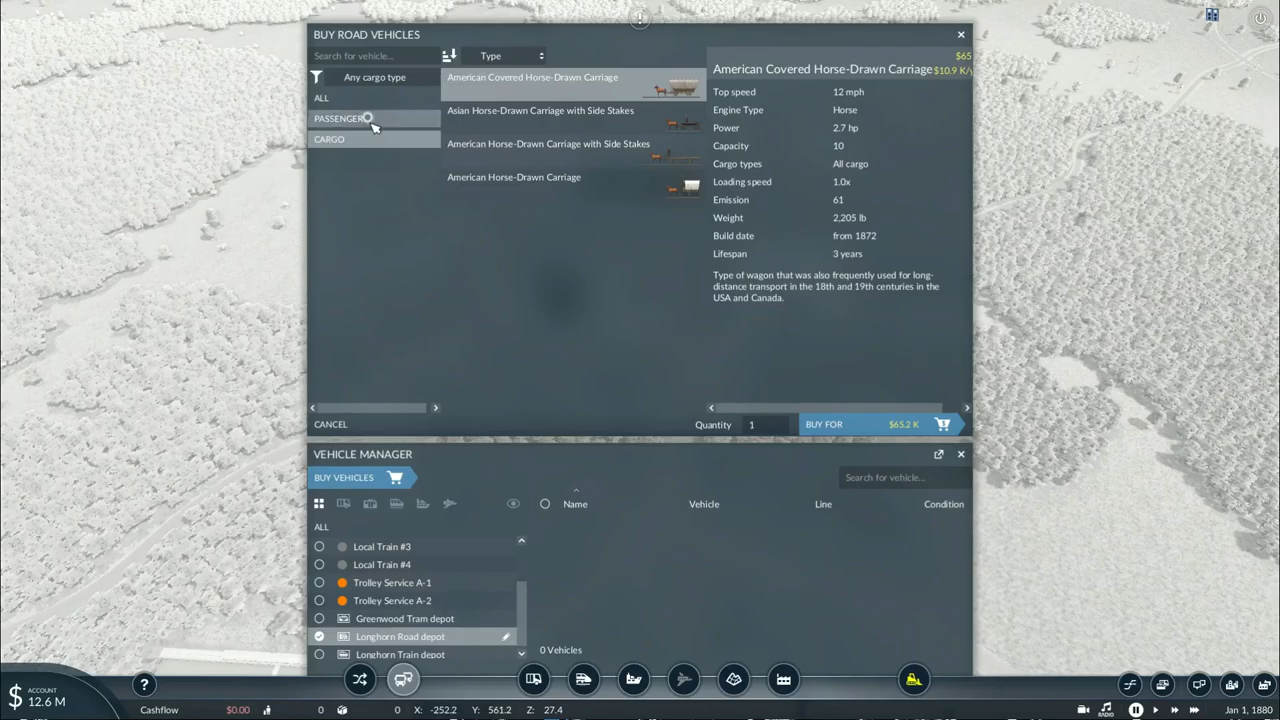 BUY ROAD VEHICLES
Search for vehicle...
Type
Any cargo type
ALL
PASSENGER
CARGO
American Covered Horse-Drawn Carriage
Asian Horse-Drawn Carriage with Side Stakes
American Horse-Drawn Carriage with Side Stakes
American Horse-Drawn Carriage
$65
American Covered Horse-Drawn Carriage $10.9 K/y
Top speed 12 mph
Engine Type Horse
Power 2.7 hp
Capacity 10
Cargo types All cargo
Loading speed 1.0x
Emission 61
Weight 2,205 lb
Build date from 1872
Lifespan 3 years
Type of wagon that was also frequently used for long-
distance transport in the 18th and 19th centuries in the
USA and Canada.
CANCEL
Quantity 1 BUY FOR $65.2 K
VEHICLE MANAGER
BUY VEHICLES
Search for vehicle...
Name Vehicle Line Condition
ALL
Local Train #3
Local Train #4
Trolley Service A-1
Trolley Service A-2
Greenwood Tram depot
Longhorn Road depot
Longhorn Train depot
0 Vehicles
$ ACCOUNT
12.6 M
?
Cashflow $0.00 0 0 X: -252.2 Y: 561.2 Z: 27.4
RADIO
Jan 1, 1880